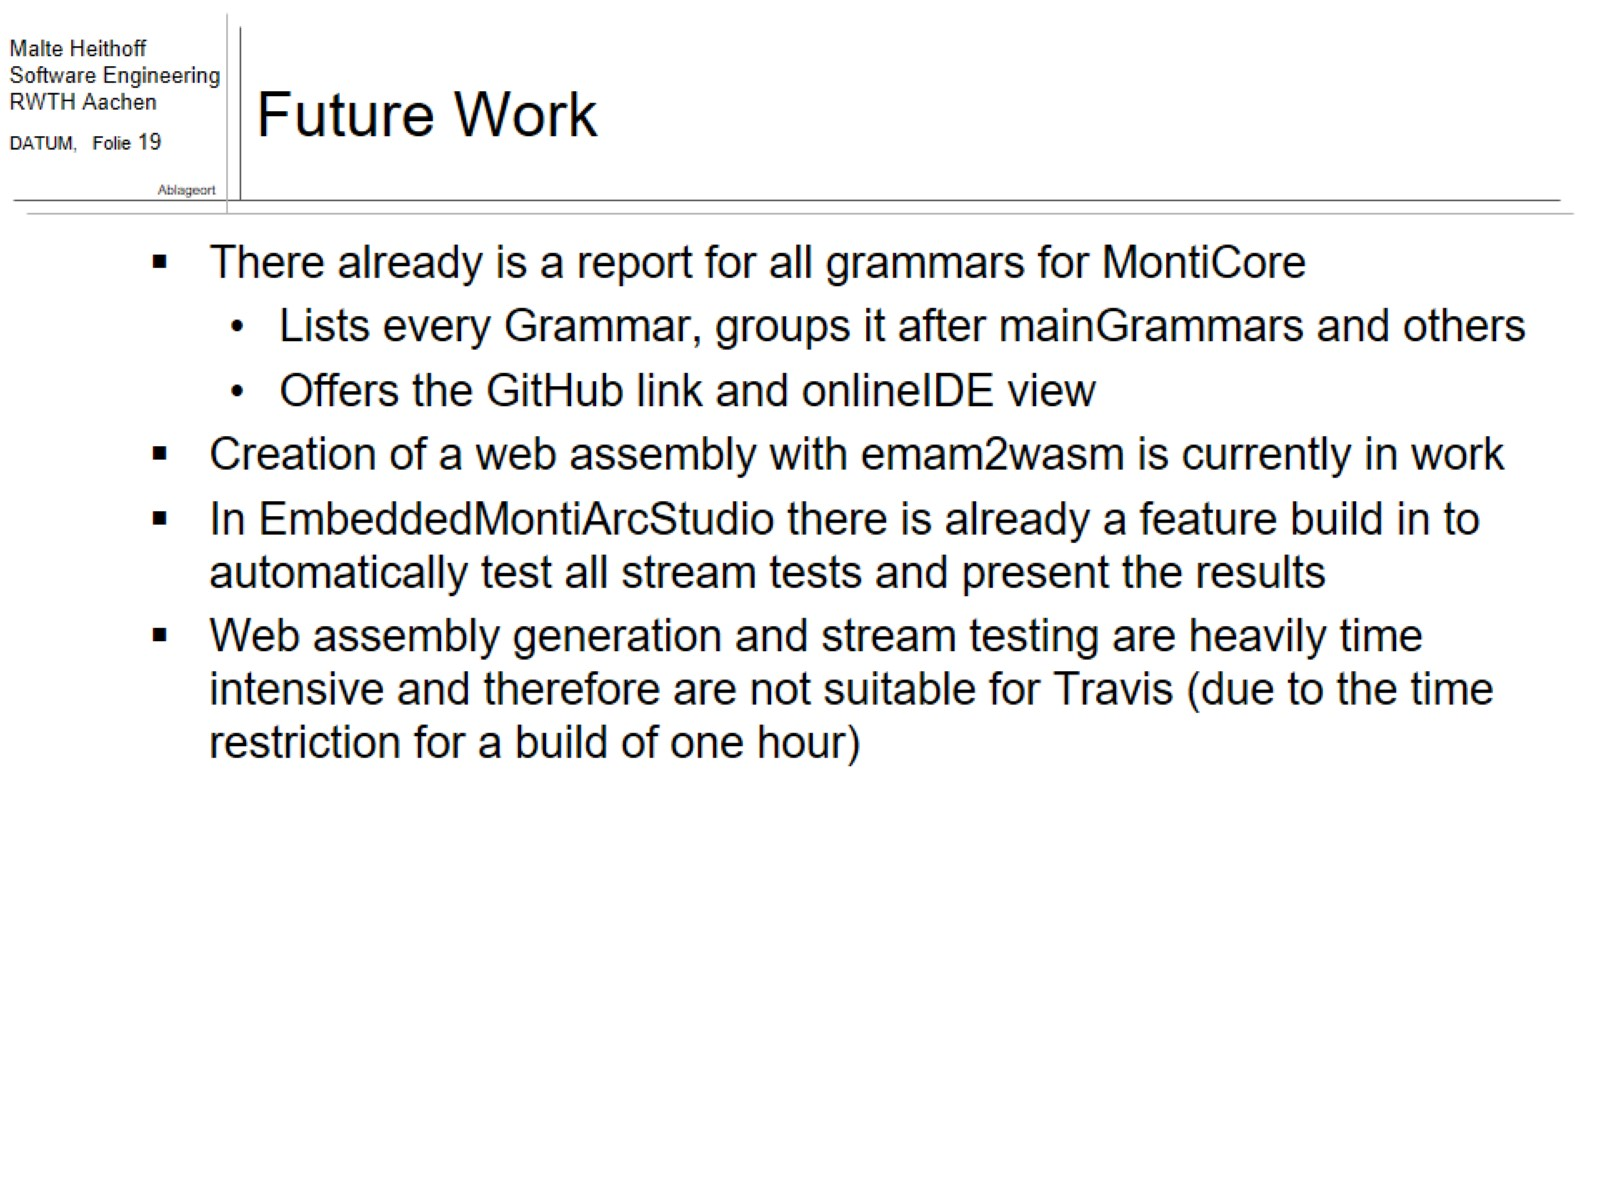 Malte Heithoff
Software Engineering
RWTH Aachen
DATUM, Folie 19
Ablageort
Future Work
▪ There already is a report for all grammars for MontiCore
• Lists every Grammar, groups it after mainGrammars and others
• Offers the GitHub link and onlineIDE view
▪ Creation of a web assembly with emam2wasm is currently in work
▪ In EmbeddedMontiArcStudio there is already a feature build in to
automatically test all stream tests and present the results
▪ Web assembly generation and stream testing are heavily time
intensive and therefore are not suitable for Travis (due to the time
restriction for a build of one hour)